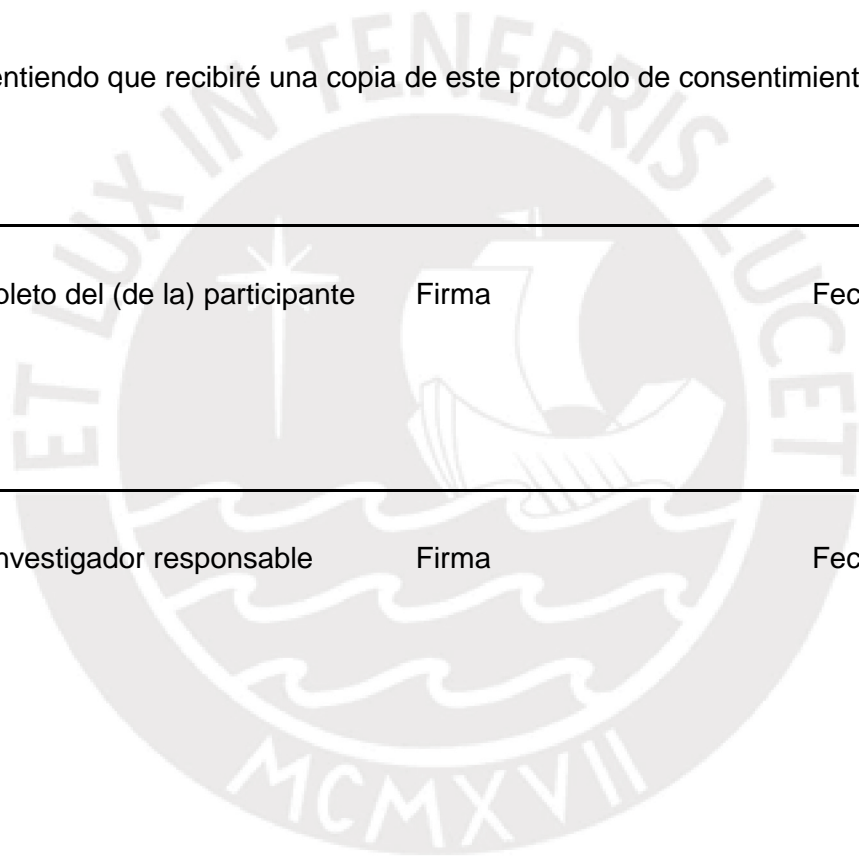 entiendo que recibiré una copia de este protocolo de consentimient
oleto del (de la) participante Firma Fec
nvestigador responsable Firma Fec
ET LUX IN TENEBRIS LUCET
MCMXVII